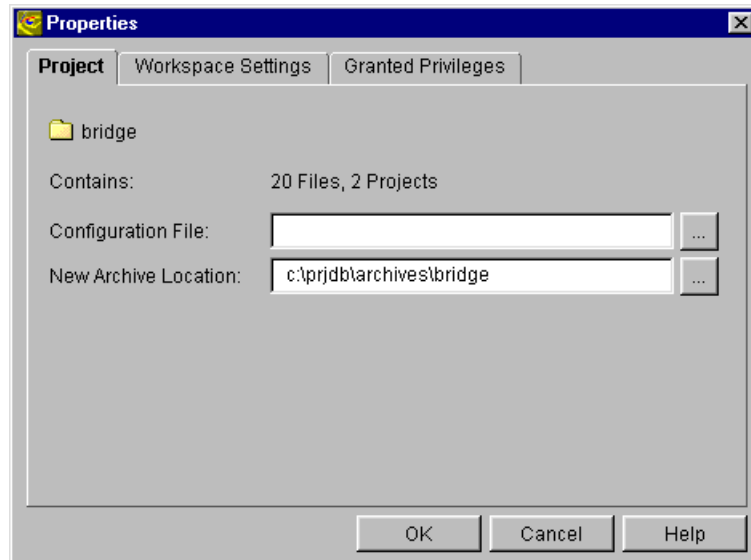 Properties
Project Workspace Settings Granted Privileges
bridge
Contains: 20 Files, 2 Projects
Configuration File: ...
New Archive Location: c:\prjdb\archives\bridge ...
OK Cancel Help